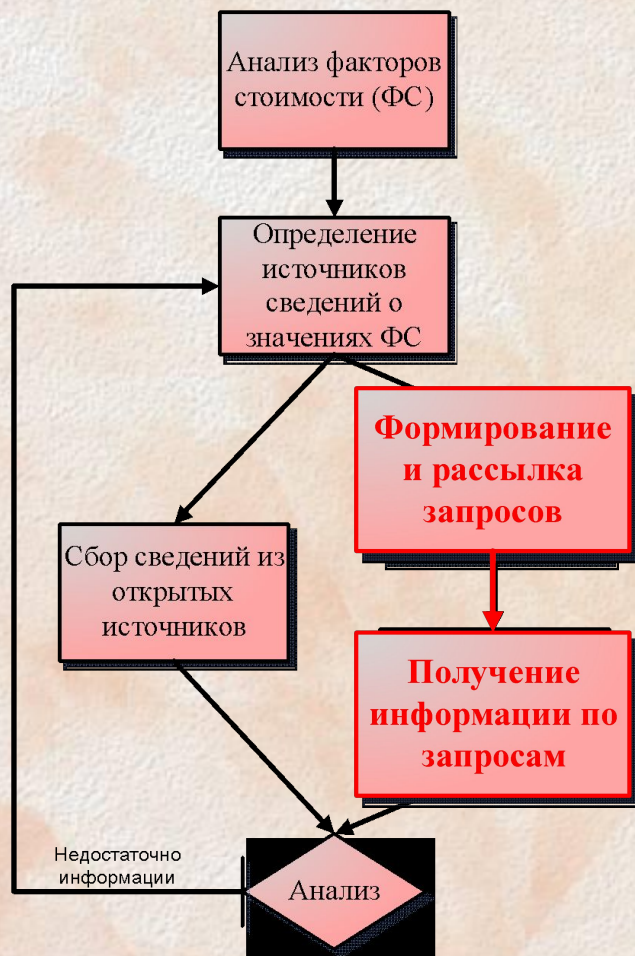 Анализ факторов
стоимости (ФС)
Определение
источников
сведений о
значениях ФС
Формирование
и рассылка
запросов
Сбор сведений из
открытых
источников
Получение
информации по
запросам
Недостаточно
информации
Анализ